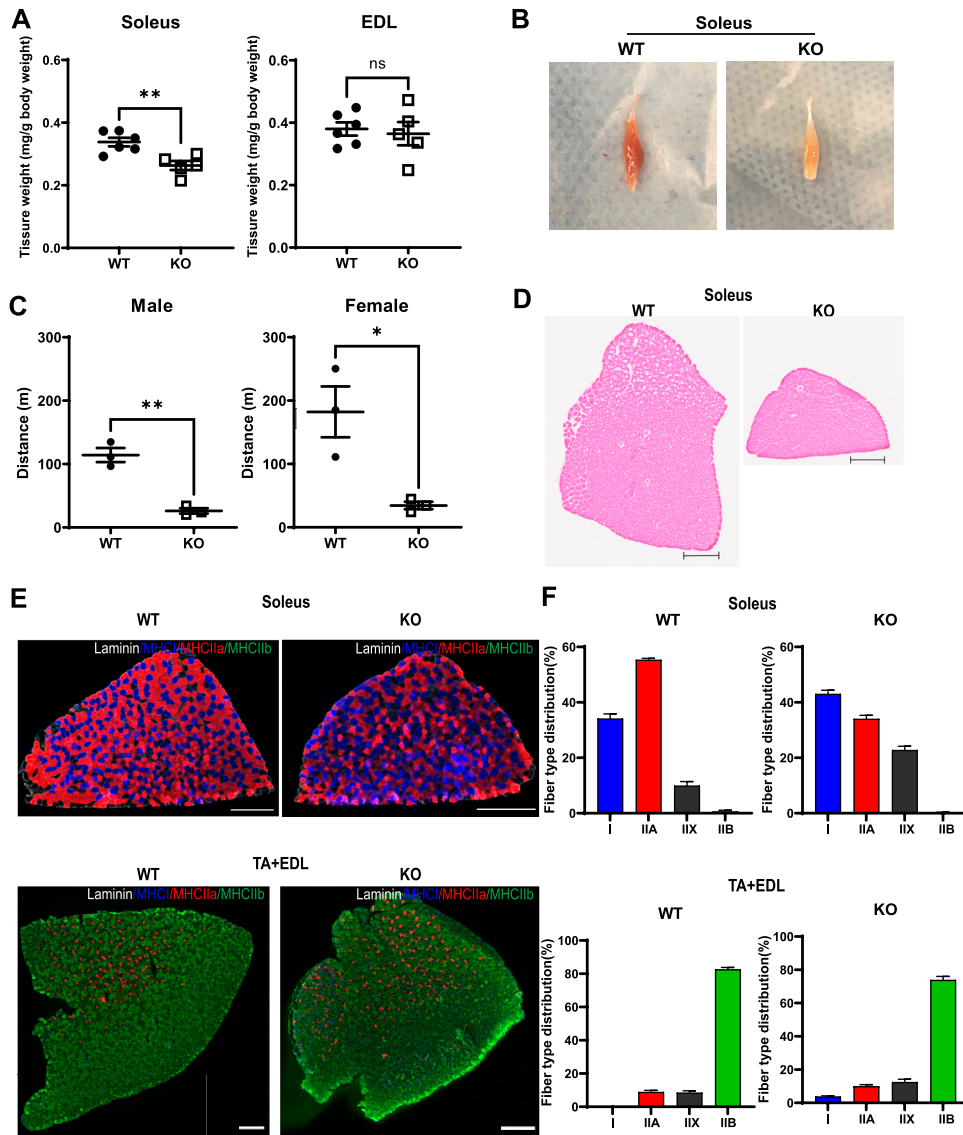 A
Soleus
EDL
Tissure weight (mg/g body weight)
0.6
0.4
0.2
0.0
**
WT
KO
Tissure weight (mg/g body weight)
0.6
0.4
0.2
0.0
ns
WT
KO
B
Soleus
WT
KO
C
Male
Female
Distance (m)
300
200
100
0
**
WT
KO
Distance (m)
300
200
100
0
*
WT
KO
D
Soleus
WT
KO
E
Soleus
WT
KO
Laminin/MHCI/MHCIIa/MHCIIb
Laminin/MHCI/MHCIIa/MHCIIb
TA+EDL
WT
KO
Laminin/MHCI/MHCIIa/MHCIIb
Laminin/MHCI/MHCIIa/MHCIIb
F
Soleus
WT
KO
Fiber type distribution(%)
60
40
20
0
I IIA IIX IIB
Fiber type distribution(%)
60
40
20
0
I IIA IIX IIB
TA+EDL
WT
KO
Fiber type distribution(%)
100
80
60
40
20
0
I IIA IIX IIB
Fiber type distribution(%)
100
80
60
40
20
0
I IIA IIX IIB